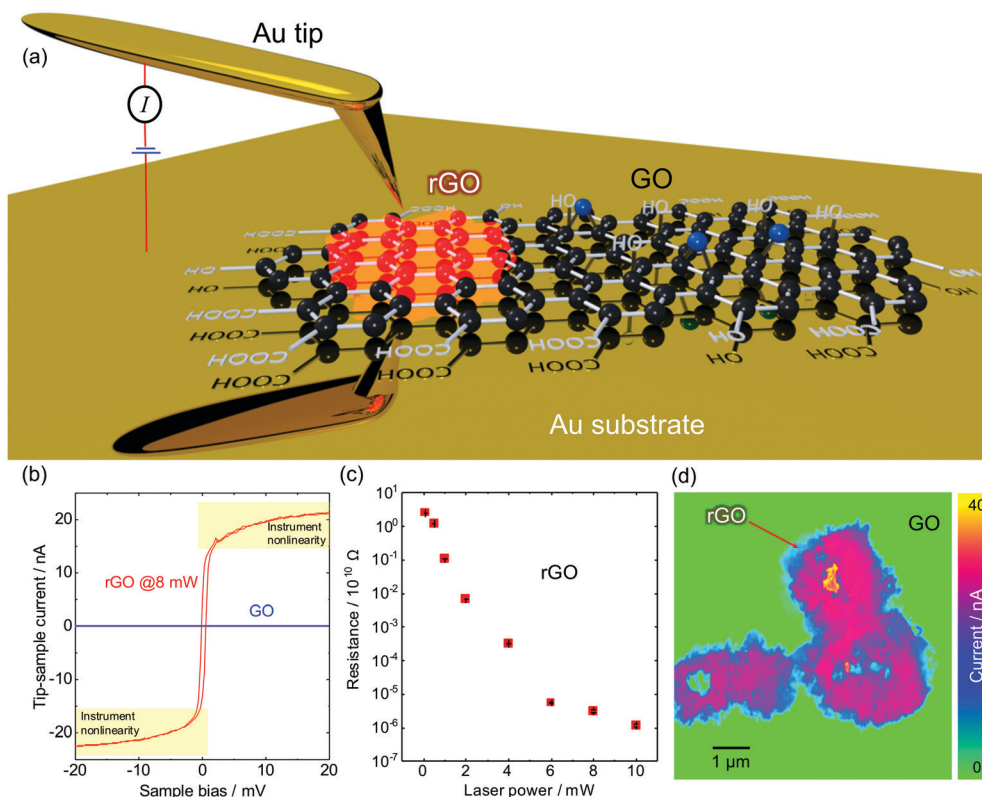 (a)
Au tip
I
rGO
GO
HOOC
COOH
HO
HO
HO
HO
HO
COOH
HO
HO
HO
COOH
COOH
COOH
COOH
COOH
COOH
HO
HO
COOH
COOH
Au substrate
(b)
20
10
0
-10
-20
Tip-sample current / nA
Instrument nonlinearity
rGO @8 mW
GO
Instrument nonlinearity
-20
-10
0
10
20
Sample bias / mV
(c)
10^1
10^0
10^-1
10^-2
10^-3
10^-4
10^-5
10^-6
10^-7
Resistance / 10^10 Ω
rGO
0
2
4
6
8
10
Laser power / mW
(d)
rGO
GO
1 µm
40
Current / nA
0